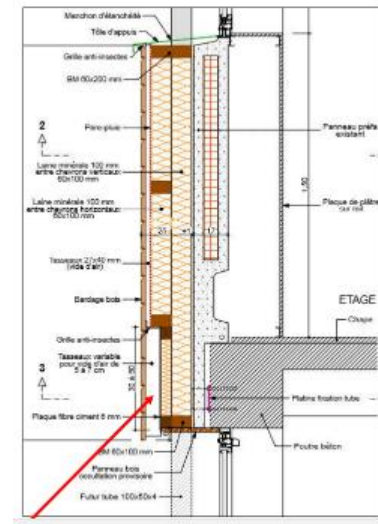 Manchon d'étanchéité
Tôle d'appuis
Grille anti-insectes
BM 60x200 mm
Pare-pluie
2
Laine minérale 100 mm
entre chevrons verticaux
60x100 mm
Laine minérale 100 mm
entre chevrons horizontaux
60x100 mm
Tasseaux 27x40 mm
(vide d'air)
Bardage bois
Grille anti-insectes
Tasseaux variable
pour vide d'air de
5 à 7 cm
3
Plaque fibre ciment 8 mm
BM 60x100 mm
Panneau bois
occultation provisoire
Futur tube 100x50x4
Panneau préfa
existant
1,50
Plaque de plâtre
sur rail
ETAGE
Chape
Platine fixation tube
Poutre béton